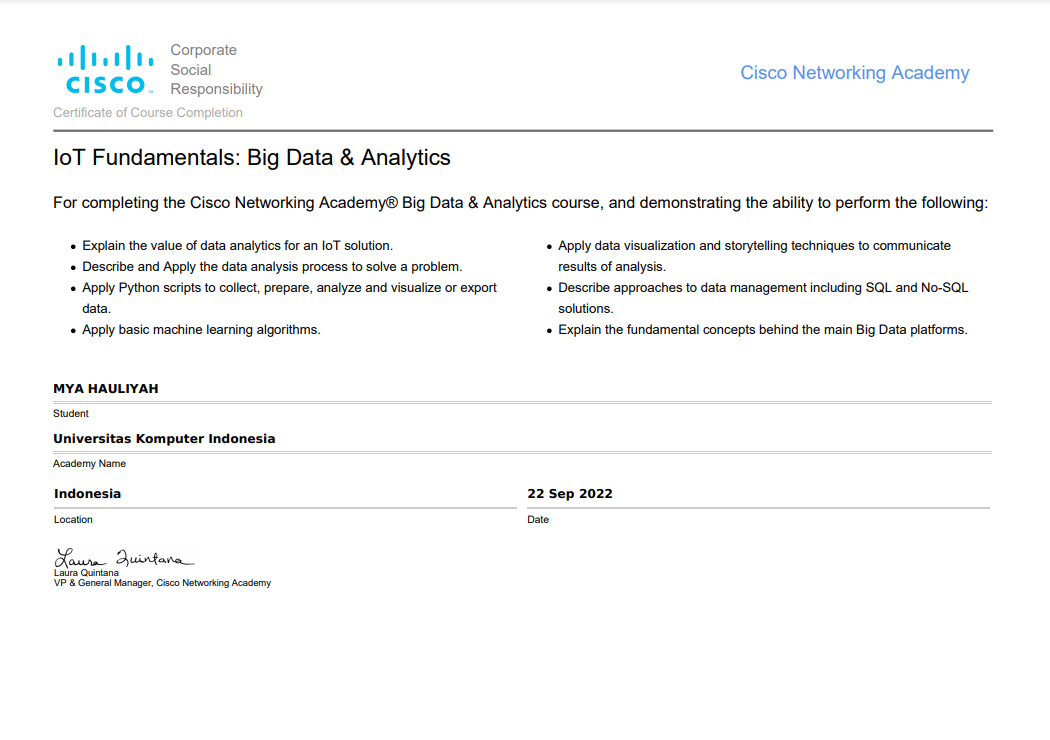 Corporate
Social
Responsibility
CISCO
Cisco Networking Academy
Certificate of Course Completion
IoT Fundamentals: Big Data & Analytics
For completing the Cisco Networking Academy® Big Data & Analytics course, and demonstrating the ability to perform the following:
• Explain the value of data analytics for an IoT solution.
• Describe and Apply the data analysis process to solve a problem.
• Apply Python scripts to collect, prepare, analyze and visualize or export
data.
• Apply basic machine learning algorithms.
• Apply data visualization and storytelling techniques to communicate
results of analysis.
• Describe approaches to data management including SQL and No-SQL
solutions.
• Explain the fundamental concepts behind the main Big Data platforms.
MYA HAULIYAH
Student
Universitas Komputer Indonesia
Academy Name
Indonesia
Location
22 Sep 2022
Date
Laura Quintana
Laura Quintana
VP & General Manager, Cisco Networking Academy